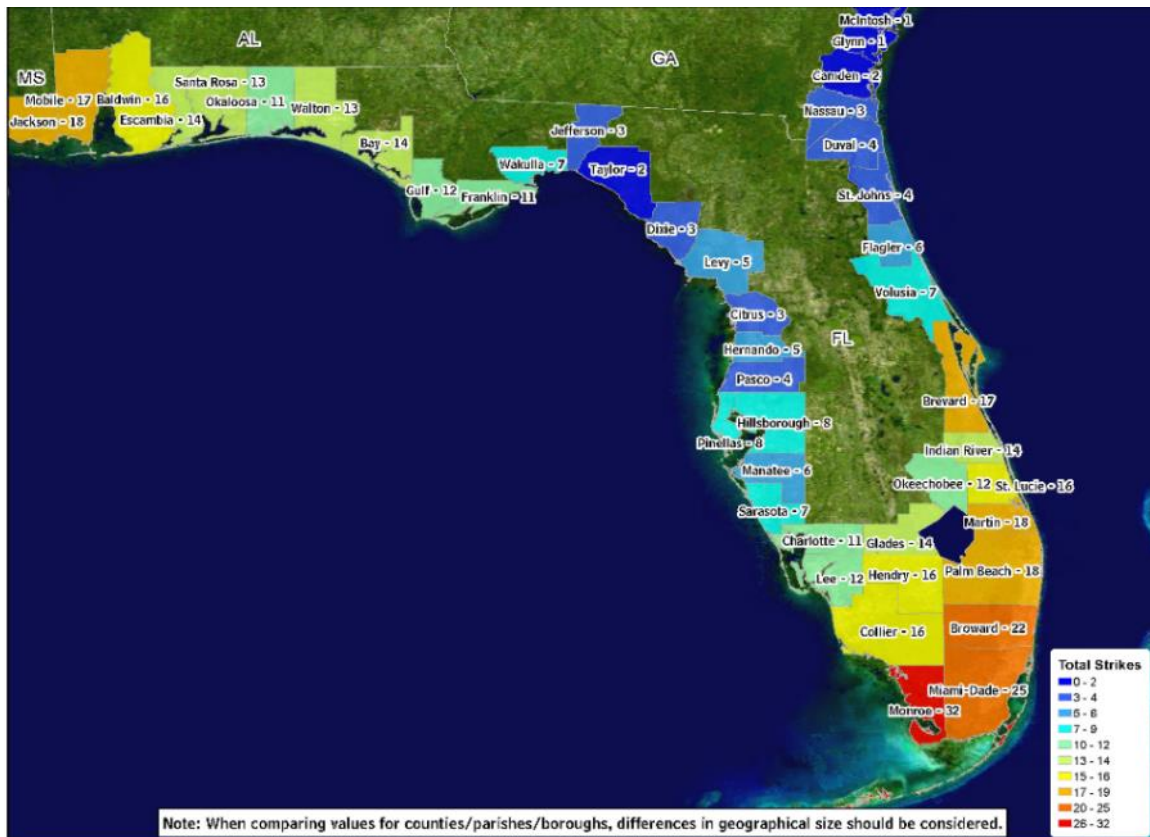 McIntosh - 1
AL
Glynn - 1
GA
MS
Santa Rosa - 13
Camden - 2
Mobile - 17
Baldwin - 16
Okaloosa - 11
Walton - 13
Nassau - 3
Jackson - 18
Escambia - 14
Jefferson - 3
Bay - 14
Duval - 4
Wakulla - 7
Taylor - 2
Gulf - 12
Franklin - 11
St. Johns - 4
Dixie - 3
Flagler - 6
Levy - 5
Volusia - 7
Citrus - 3
FL
Hernando - 5
Pasco - 4
Brevard - 17
Hillsborough - 8
Pinellas - 8
Indian River - 14
Manatee - 6
Okeechobee - 12
St. Lucie - 16
Sarasota - 7
Martin - 18
Charlotte - 11
Glades - 14
Lee - 12
Hendry - 16
Palm Beach - 18
Collier - 16
Broward - 22
Miami-Dade - 25
Monroe - 32
Total Strikes
0 - 2
3 - 4
5 - 6
7 - 9
10 - 12
13 - 14
15 - 16
17 - 19
20 - 25
26 - 32
Note: When comparing values for counties/parishes/boroughs, differences in geographical size should be considered.